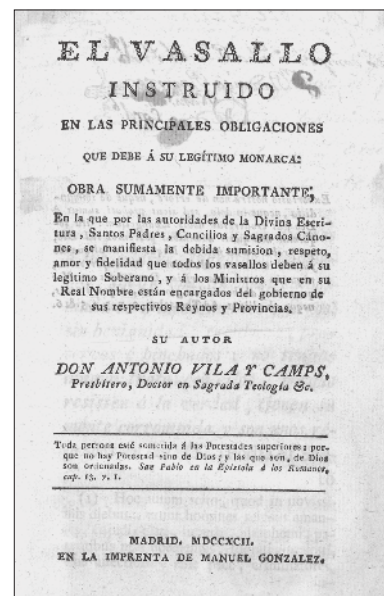 EL VASALLO
INSTRUIDO
EN LAS PRINCIPALES OBLIGACIONES
QUE DEBE Á SU LEGÍTIMO MONARCA:
OBRA SUMAMENTE IMPORTANTE,
En la que por las autoridades de la Divina Escri-
tura, Santos Padres, Concilios y Sagrados Cáno-
nes, se manifiesta la debida sumision, respeto,
amor y fidelidad que todos los vasallos deben á su
legítimo Soberano, y á los Ministros que en su
Real Nombre están encargados del gobierno de
sus respectivos Reynos y Provincias.
SU AUTOR
DON ANTONIO VILA Y CAMPS,
Presbítero, Doctor en Sagrada Teología &c.
Toda persona esté sometida á las Potestades superiores: por-
que no hay Potestad sino de Dios; y las que son, de Dios
son ordenadas. San Pablo en la Epístola á los Romanos,
cap. 13. v. 1.
MADRID. MDCCXCII.
EN LA IMPRENTA DE MANUEL GONZALEZ.